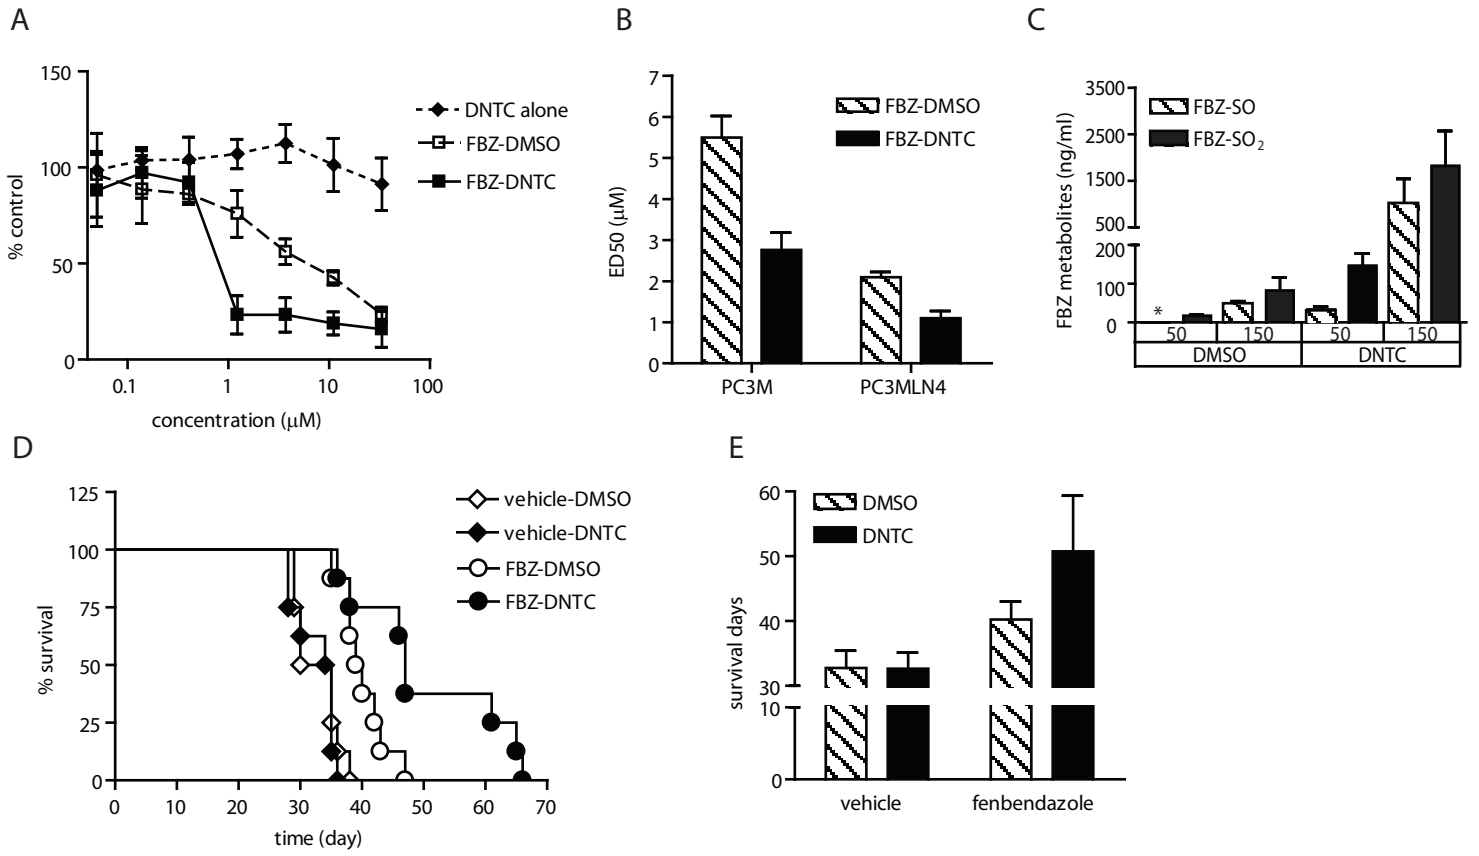 A
150
100
50
0
% control
0.1
1
10
100
concentration (μM)
DNTC alone
FBZ-DMSO
FBZ-DNTC
B
7
6
5
4
3
2
1
0
ED50 (μM)
FBZ-DMSO
FBZ-DNTC
PC3M
PC3MLN4
C
3500
2500
1500
500
200
100
0
FBZ metabolites (ng/ml)
FBZ-SO
FBZ-SO₂
*
50
150
50
150
DMSO
DNTC
D
125
100
75
50
25
0
% survival
0
10
20
30
40
50
60
70
time (day)
vehicle-DMSO
vehicle-DNTC
FBZ-DMSO
FBZ-DNTC
E
60
50
40
30
10
0
survival days
DMSO
DNTC
vehicle
fenbendazole